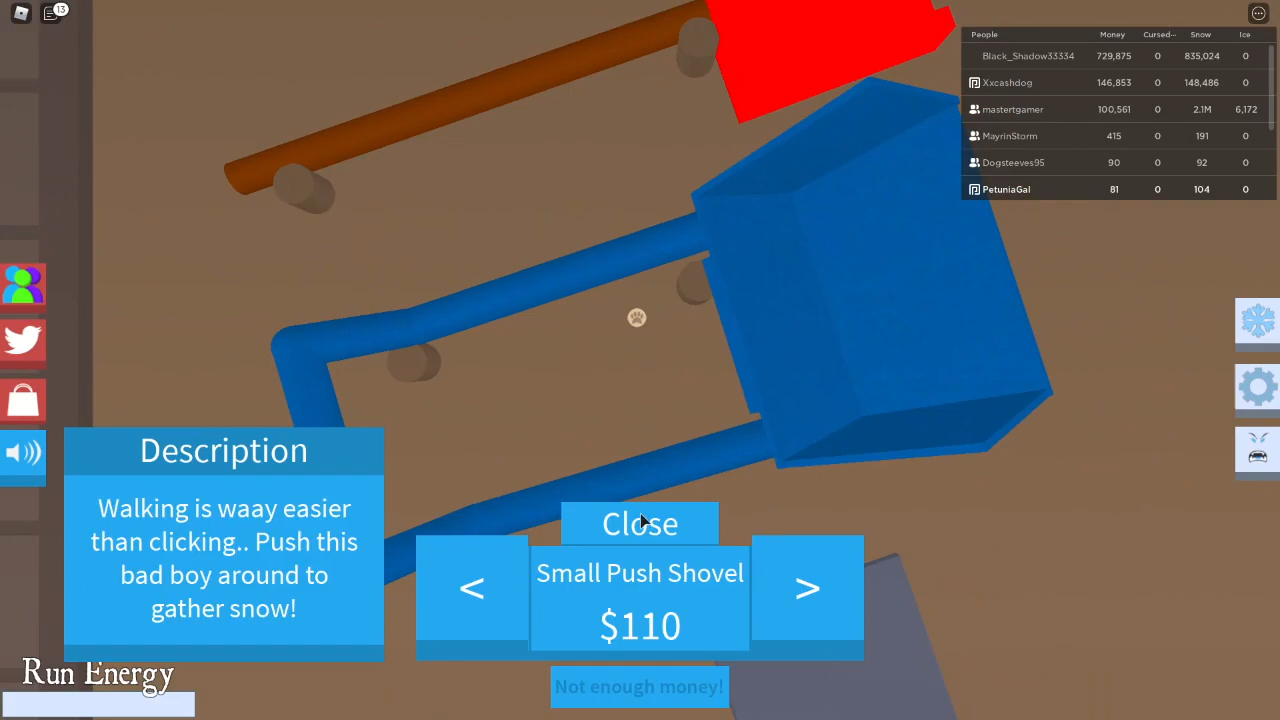 13
People Money Cursed··· Snow Ice
Black_Shadow33334 729,875 0 835,024 0
Xxcashdog 146,853 0 148,486 0
mastertgamer 100,561 0 2.1M 6,172
MayrinStorm 415 0 191 0
Dogsteeves95 90 0 92 0
PetuniaGal 81 0 104 0
Description
Walking is waay easier
than clicking.. Push this
bad boy around to
gather snow!
Close
< Small Push Shovel >
$110
Not enough money!
Run Energy